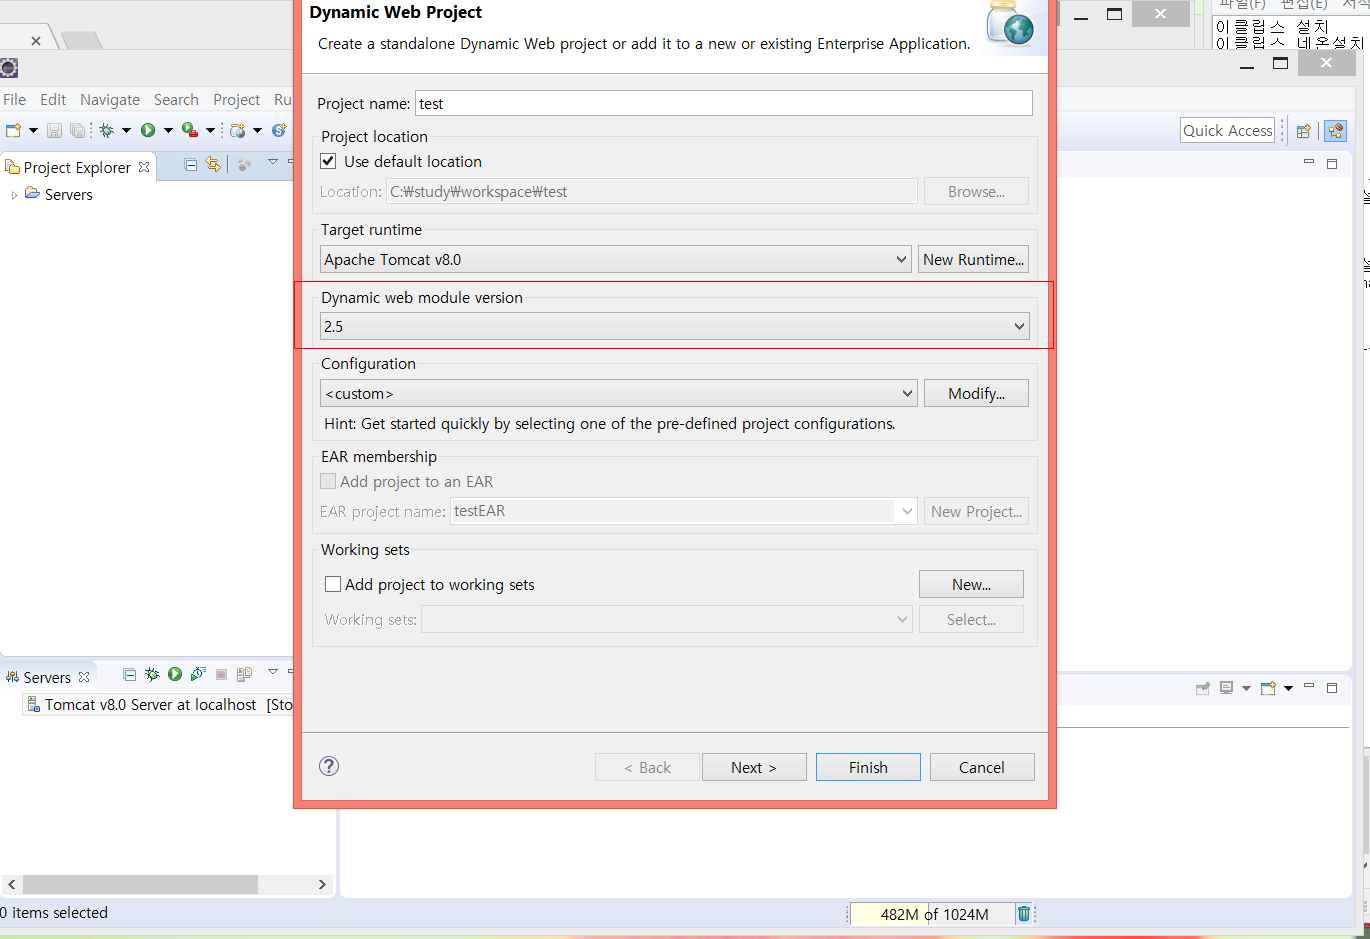 Dynamic Web Project
Create a standalone Dynamic Web project or add it to a new or existing Enterprise Application.
파일(F) 편집(E) 서식
이클립스 설치
이클립스 네온설치
File Edit Navigate Search Project Ru
Quick Access
Project Explorer
Servers
Project name: test
Project location
Use default location
Location: C:₩study₩workspace₩test Browse...
Target runtime
Apache Tomcat v8.0 New Runtime...
Dynamic web module version
2.5
Configuration
<custom> Modify...
Hint: Get started quickly by selecting one of the pre-defined project configurations.
EAR membership
Add project to an EAR
EAR project name: testEAR New Project...
Working sets
Add project to working sets New...
Working sets: Select...
Servers
Tomcat v8.0 Server at localhost [Sto
< Back Next > Finish Cancel
0 items selected
482M of 1024M